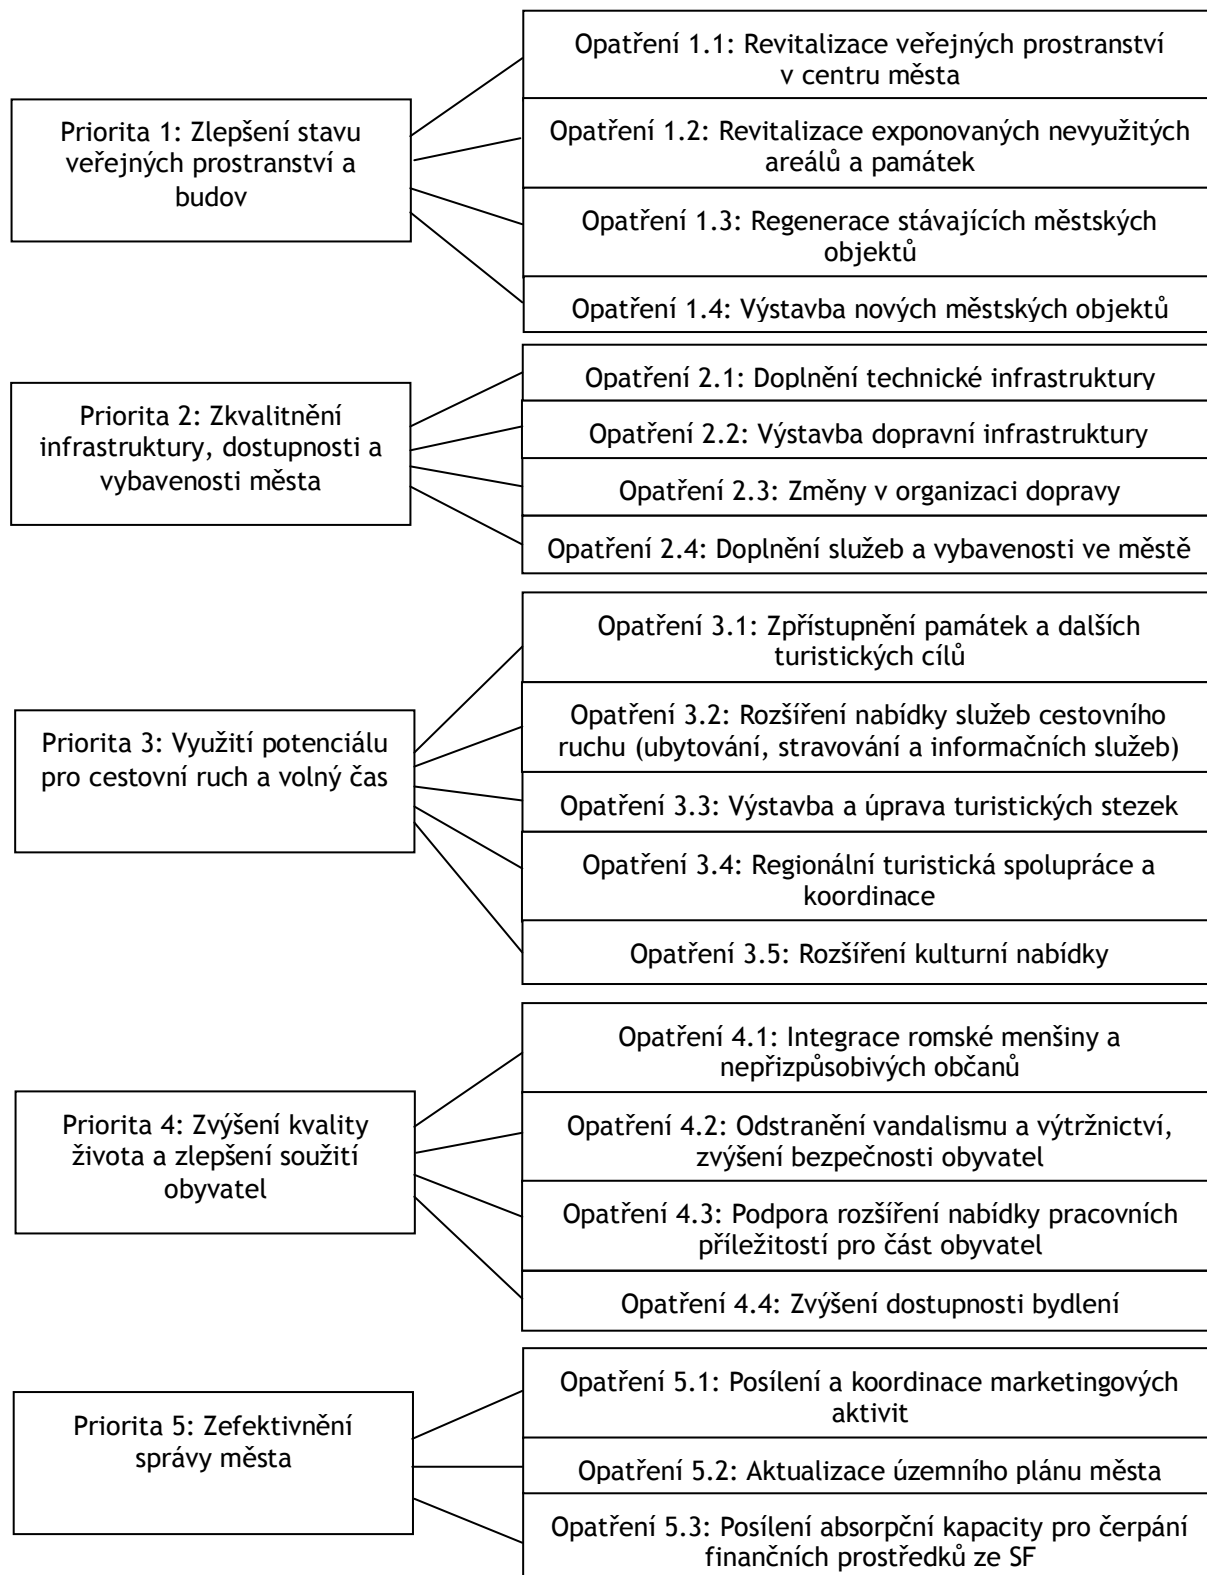 Priorita 1: Zlepšení stavu
veřejných prostranství a
budov
Opatření 1.1: Revitalizace veřejných prostranství
v centru města
Opatření 1.2: Revitalizace exponovaných nevyužitých
areálů a památek
Opatření 1.3: Regenerace stávajících městských
objektů
Opatření 1.4: Výstavba nových městských objektů
Priorita 2: Zkvalitnění
infrastruktury, dostupnosti a
vybavenosti města
Opatření 2.1: Doplnění technické infrastruktury
Opatření 2.2: Výstavba dopravní infrastruktury
Opatření 2.3: Změny v organizaci dopravy
Opatření 2.4: Doplnění služeb a vybavenosti ve městě
Priorita 3: Využití potenciálu
pro cestovní ruch a volný čas
Opatření 3.1: Zpřístupnění památek a dalších
turistických cílů
Opatření 3.2: Rozšíření nabídky služeb cestovního
ruchu (ubytování, stravování a informačních služeb)
Opatření 3.3: Výstavba a úprava turistických stezek
Opatření 3.4: Regionální turistická spolupráce a
koordinace
Opatření 3.5: Rozšíření kulturní nabídky
Priorita 4: Zvýšení kvality
života a zlepšení soužití
obyvatel
Opatření 4.1: Integrace romské menšiny a
nepřizpůsobivých občanů
Opatření 4.2: Odstranění vandalismu a výtržnictví,
zvýšení bezpečnosti obyvatel
Opatření 4.3: Podpora rozšíření nabídky pracovních
příležitostí pro část obyvatel
Opatření 4.4: Zvýšení dostupnosti bydlení
Priorita 5: Zefektivnění
správy města
Opatření 5.1: Posílení a koordinace marketingových
aktivit
Opatření 5.2: Aktualizace územního plánu města
Opatření 5.3: Posílení absorpční kapacity pro čerpání
finančních prostředků ze SF